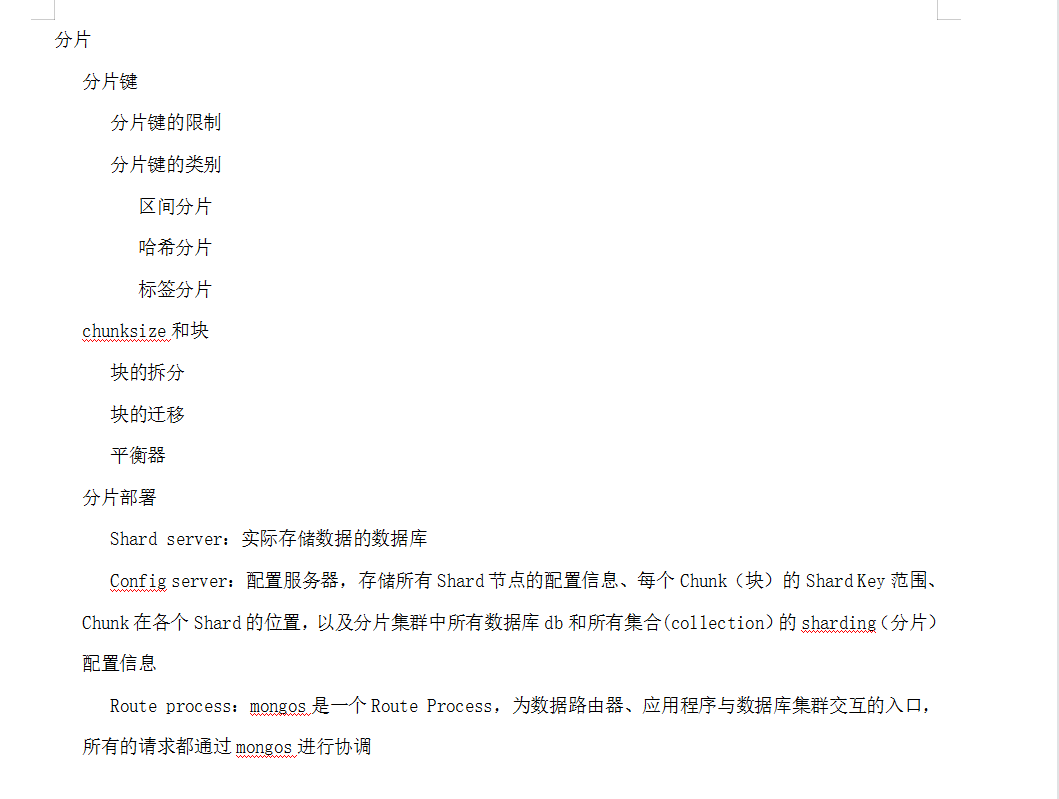 分片
分片键
分片键的限制
分片键的类别
区间分片
哈希分片
标签分片
chunksize 和块
块的拆分
块的迁移
平衡器
分片部署
Shard server：实际存储数据的数据库
Config server：配置服务器，存储所有 Shard 节点的配置信息、每个 Chunk（块）的 Shard Key 范围、
Chunk 在各个 Shard 的位置，以及分片集群中所有数据库 db 和所有集合(collection)的 sharding（分片）
配置信息
Route process：mongos 是一个 Route Process，为数据路由器、应用程序与数据库集群交互的入口，
所有的请求都通过 mongos 进行协调